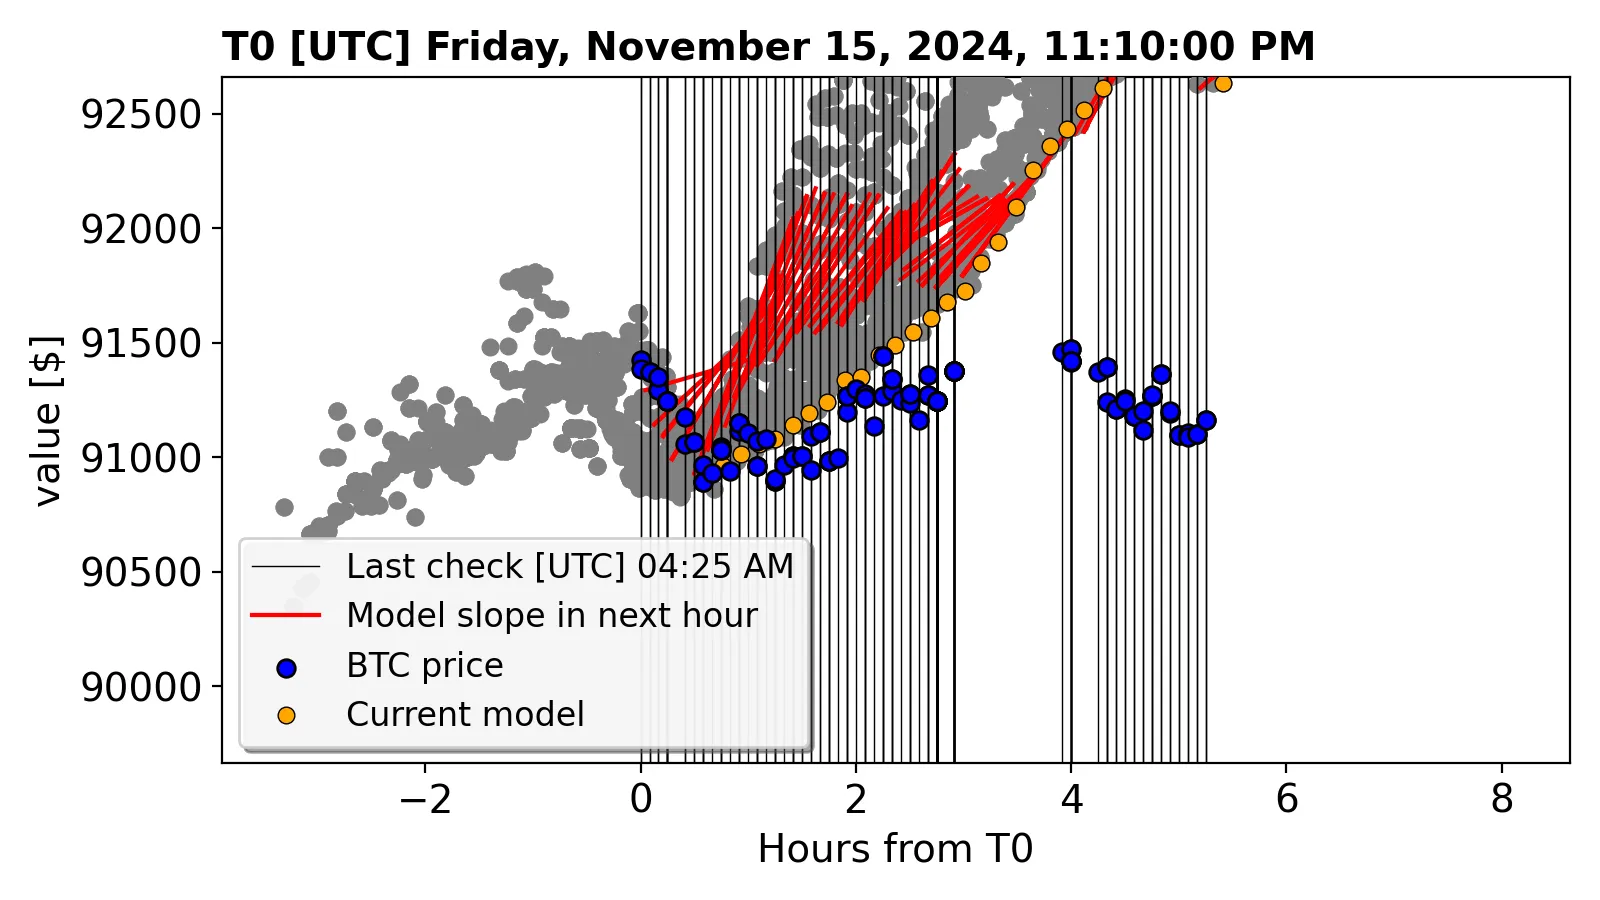 T0 [UTC] Friday, November 15, 2024, 11:10:00 PM
value [$]
92500
92000
91500
91000
90500
90000
Last check [UTC] 04:25 AM
Model slope in next hour
BTC price
Current model
−2 0 2 4 6 8
Hours from T0